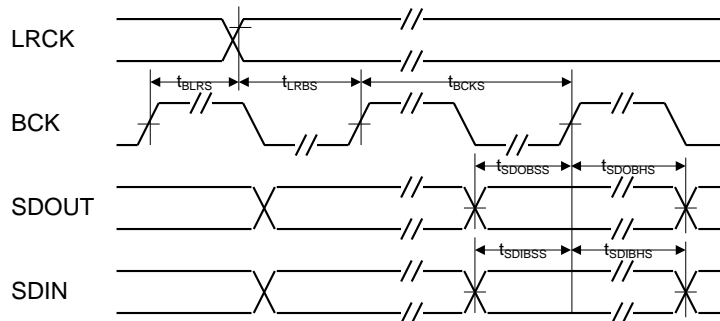 LRCK
tBLRS tLRBS tBCKS
BCK
tSDOBSS tSDOBHS
SDOUT
tSDIBSS tSDIBHS
SDIN